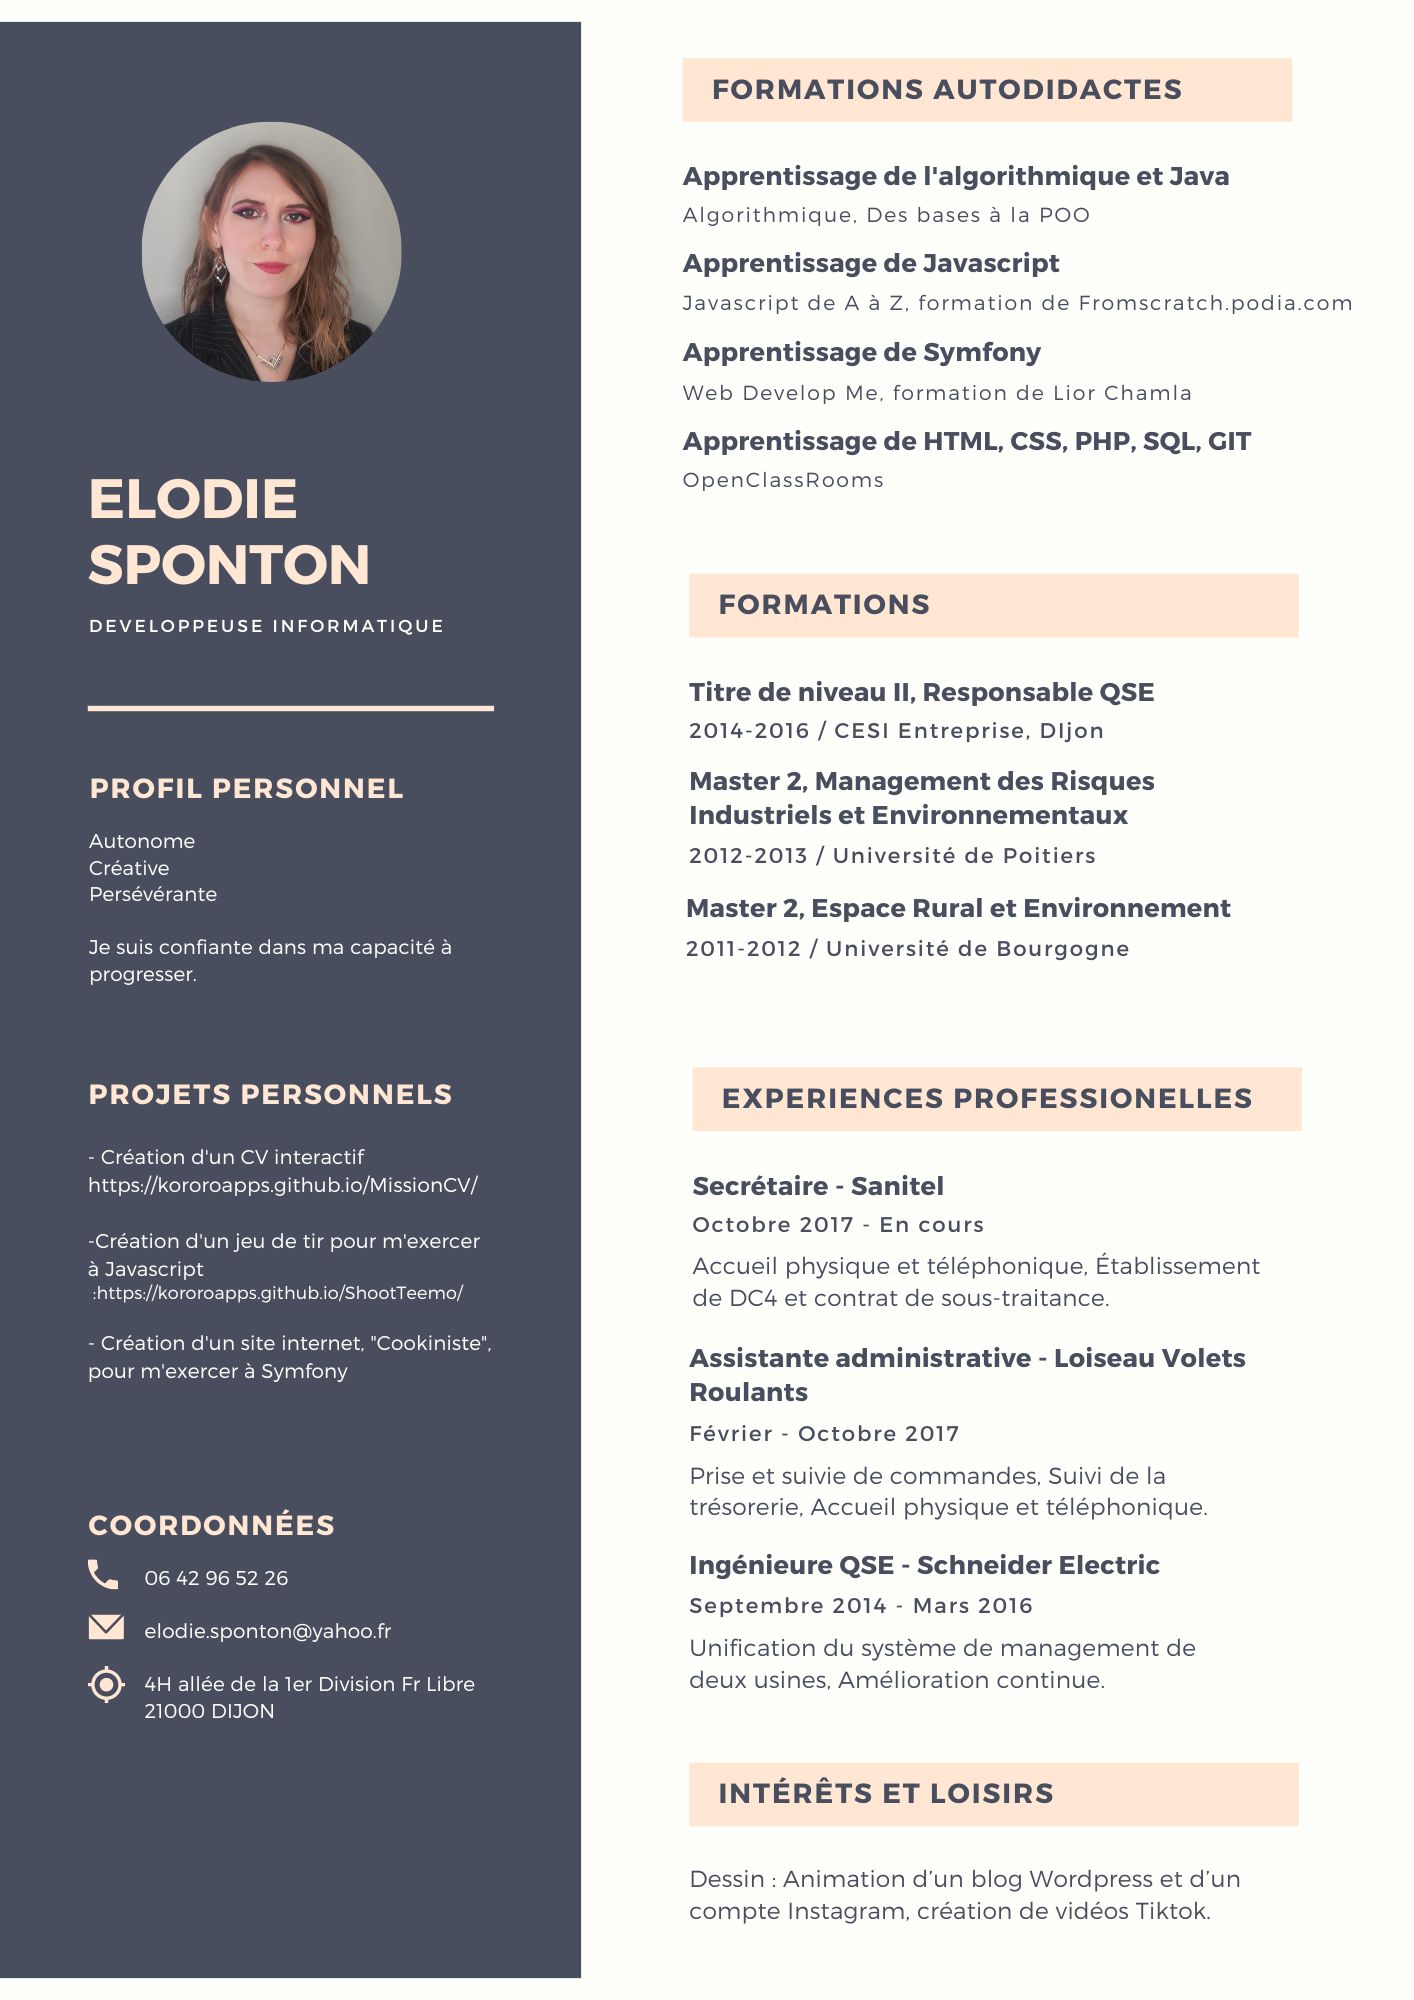 ELODIE
SPONTON
DEVELOPPEUSE INFORMATIQUE
PROFIL PERSONNEL
Autonome
Créative
Persévérante
Je suis confiante dans ma capacité à
progresser.
PROJETS PERSONNELS
- Création d'un CV interactif
https://kororoapps.github.io/MissionCV/
-Création d'un jeu de tir pour m'exercer
à Javascript
:https://kororoapps.github.io/ShootTeemo/
- Création d'un site internet, "Cookiniste",
pour m'exercer à Symfony
COORDONNÉES
06 42 96 52 26
elodie.sponton@yahoo.fr
4H allée de la 1er Division Fr Libre
21000 DIJON
FORMATIONS AUTODIDACTES
Apprentissage de l'algorithmique et Java
Algorithmique, Des bases à la POO
Apprentissage de Javascript
Javascript de A à Z, formation de Fromscratch.podia.com
Apprentissage de Symfony
Web Develop Me, formation de Lior Chamla
Apprentissage de HTML, CSS, PHP, SQL, GIT
OpenClassRooms
FORMATIONS
Titre de niveau II, Responsable QSE
2014-2016 / CESI Entreprise, DIjon
Master 2, Management des Risques
Industriels et Environnementaux
2012-2013 / Université de Poitiers
Master 2, Espace Rural et Environnement
2011-2012 / Université de Bourgogne
EXPERIENCES PROFESSIONELLES
Secrétaire - Sanitel
Octobre 2017 - En cours
Accueil physique et téléphonique, Établissement
de DC4 et contrat de sous-traitance.
Assistante administrative - Loiseau Volets
Roulants
Février - Octobre 2017
Prise et suivie de commandes, Suivi de la
trésorerie, Accueil physique et téléphonique.
Ingénieure QSE - Schneider Electric
Septembre 2014 - Mars 2016
Unification du système de management de
deux usines, Amélioration continue.
INTÉRÊTS ET LOISIRS
Dessin : Animation d’un blog Wordpress et d’un
compte Instagram, création de vidéos Tiktok.